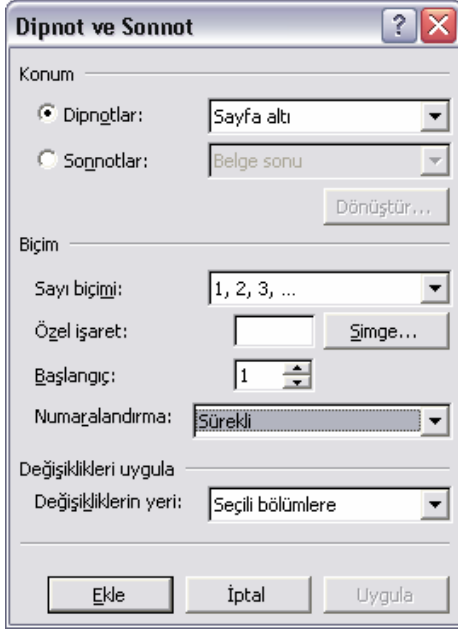 Dipnot ve Sonnot ?
Konum
Dipnotlar: Sayfa altı
Sonnotlar: Belge sonu
Dönüştür...
Biçim
Sayı biçimi: 1, 2, 3, ...
Özel işaret: Simge...
Başlangıç: 1
Numaralandırma: Sürekli
Değişiklikleri uygula
Değişikliklerin yeri: Seçili bölümlere
Ekle İptal Uygula